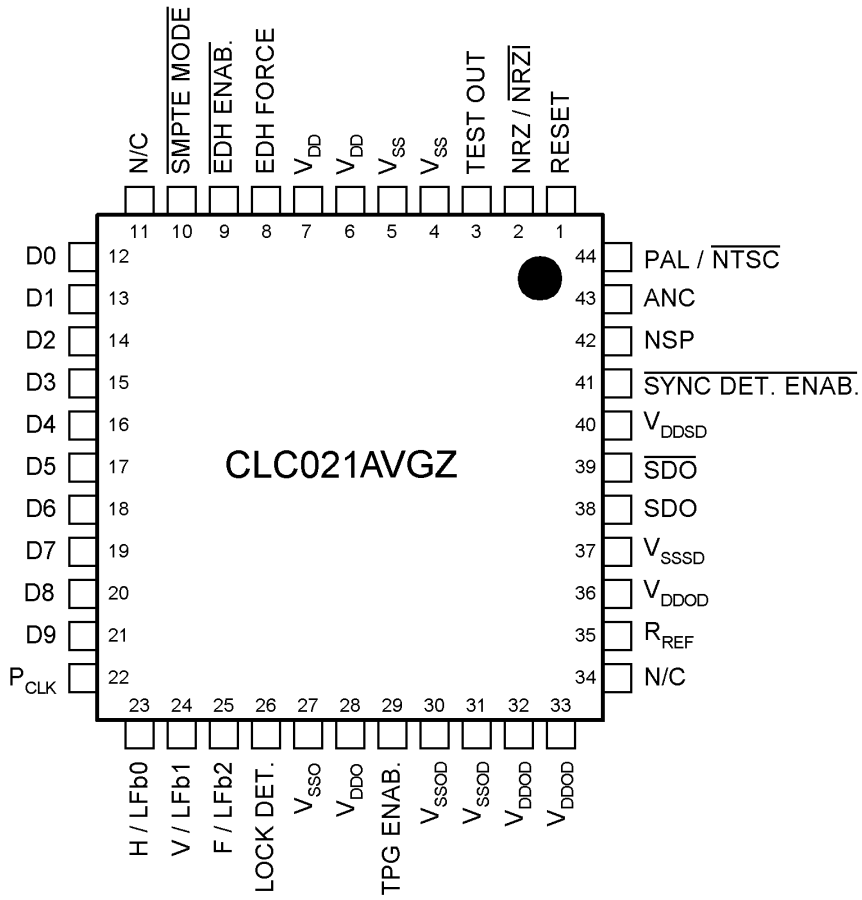 N/C
SMPTE MODE
EDH ENAB.
EDH FORCE
VDD
VDD
VSS
VSS
TEST OUT
NRZ / NRZI
RESET
11 10 9 8 7 6 5 4 3 2 1
D0 12
D1 13
D2 14
D3 15
D4 16
D5 17
D6 18
D7 19
D8 20
D9 21
PCLK 22
CLC021AVGZ
44 PAL / NTSC
43 ANC
42 NSP
41 SYNC DET. ENAB.
40 VDDSD
39 SDO
38 SDO
37 VSSSD
36 VDDOD
35 RREF
34 N/C
23 24 25 26 27 28 29 30 31 32 33
H / LFb0
V / LFb1
F / LFb2
LOCK DET.
VSSO
VDDO
TPG ENAB.
VSSOD
VSSOD
VDDOD
VDDOD